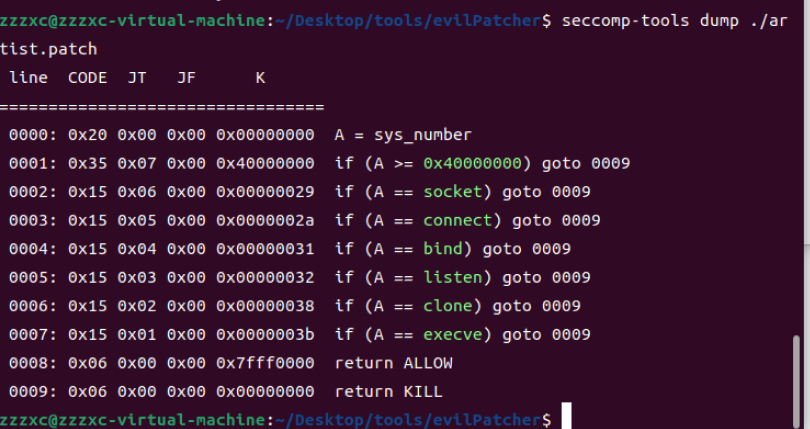 zzzxc@zzzxc-virtual-machine:~/Desktop/tools/evilPatcher$ seccomp-tools dump ./ar
tist.patch
 line  CODE  JT   JF      K
=================================
 0000: 0x20 0x00 0x00 0x00000000  A = sys_number
 0001: 0x35 0x07 0x00 0x40000000  if (A >= 0x40000000) goto 0009
 0002: 0x15 0x06 0x00 0x00000029  if (A == socket) goto 0009
 0003: 0x15 0x05 0x00 0x0000002a  if (A == connect) goto 0009
 0004: 0x15 0x04 0x00 0x00000031  if (A == bind) goto 0009
 0005: 0x15 0x03 0x00 0x00000032  if (A == listen) goto 0009
 0006: 0x15 0x02 0x00 0x00000038  if (A == clone) goto 0009
 0007: 0x15 0x01 0x00 0x0000003b  if (A == execve) goto 0009
 0008: 0x06 0x00 0x00 0x7fff0000  return ALLOW
 0009: 0x06 0x00 0x00 0x00000000  return KILL
zzzxc@zzzxc-virtual-machine:~/Desktop/tools/evilPatcher$